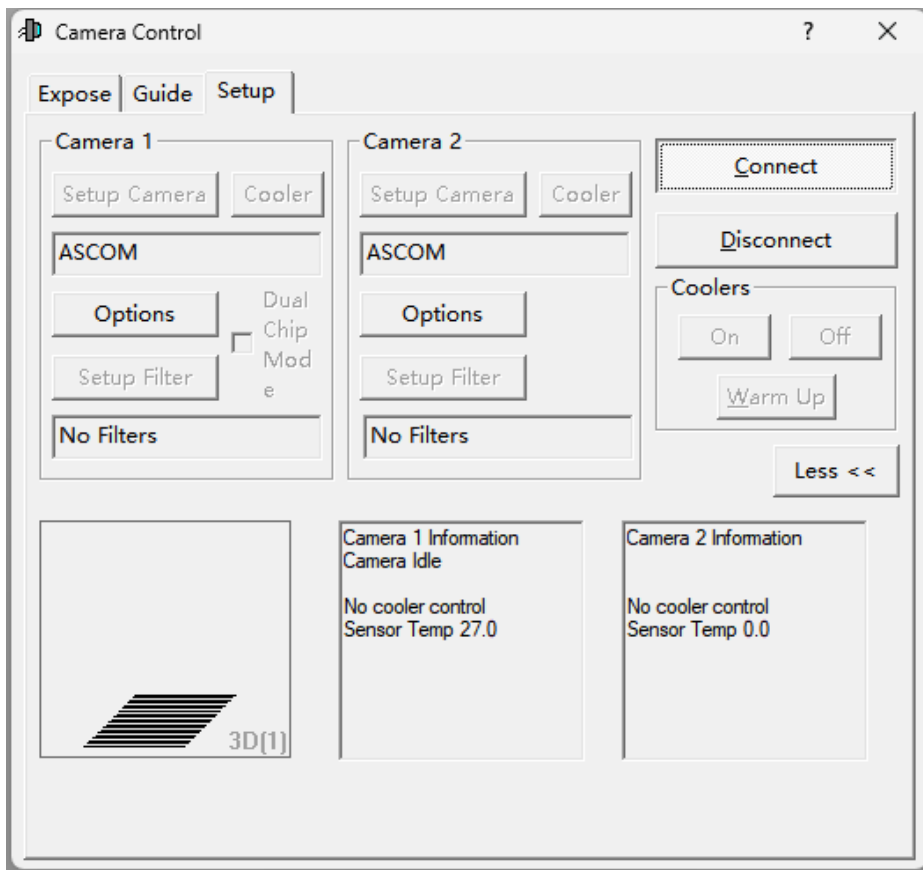 Camera Control
?
Expose
Guide
Setup
Camera 1
Setup Camera
Cooler
ASCOM
Options
Dual
Chip
Mod
e
Setup Filter
No Filters
Camera 2
Setup Camera
Cooler
ASCOM
Options
Setup Filter
No Filters
Connect
Disconnect
Coolers
On
Off
Warm Up
Less <<
3D(1)
Camera 1 Information
Camera Idle
No cooler control
Sensor Temp 27.0
Camera 2 Information
No cooler control
Sensor Temp 0.0